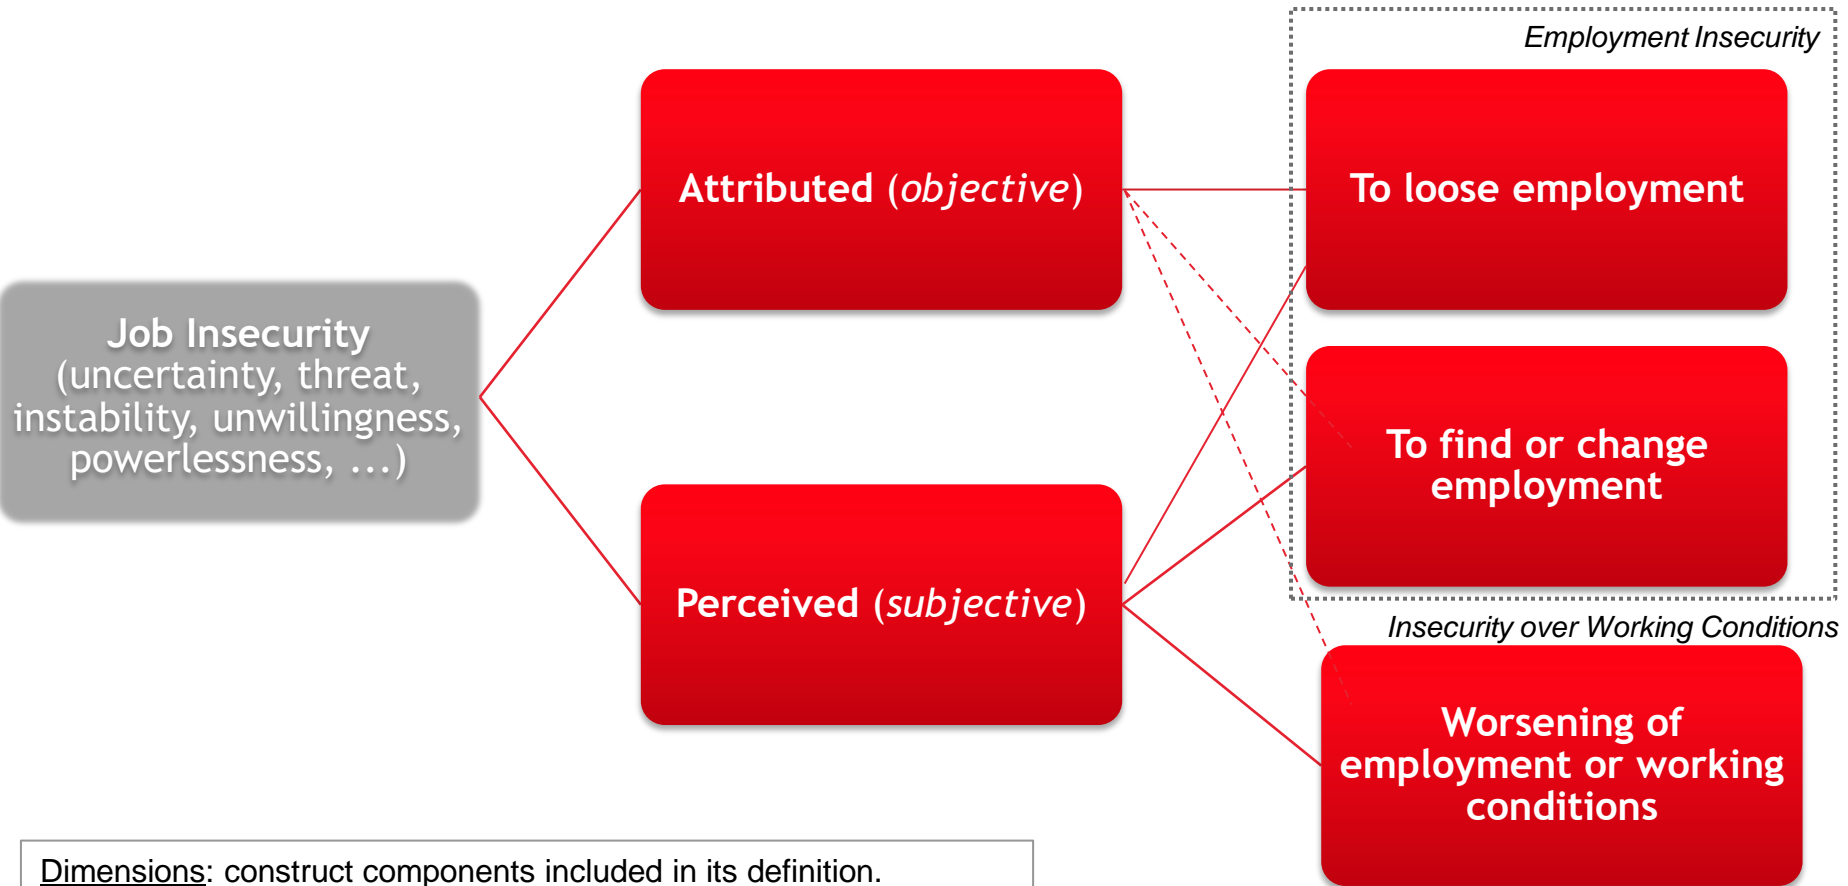 Employment Insecurity
Attributed (objective)
To loose employment
Job Insecurity
(uncertainty, threat,
instability, unwillingness,
powerlessness, ...)
To find or change
employment
Perceived (subjective)
Insecurity over Working Conditions
Worsening of
employment or working
conditions
Dimensions: construct components included in its definition.